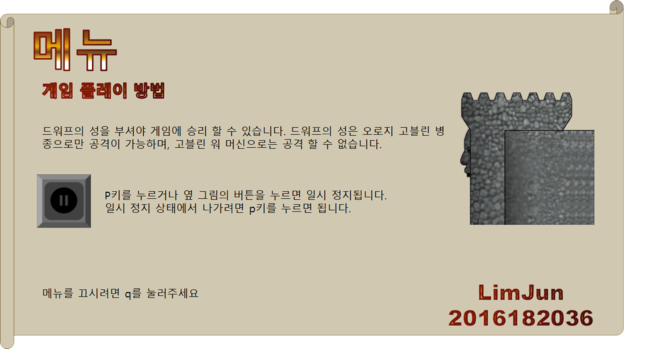 메뉴
게임 플레이 방법
드워프의 성을 부셔야 게임에 승리 할 수 있습니다. 드워프의 성은 오로지 고블린 병
종으로만 공격이 가능하며, 고블린 워 머신으로는 공격 할 수 없습니다.
P키를 누르거나 옆 그림의 버튼을 누르면 일시 정지됩니다.
일시 정지 상태에서 나가려면 p키를 누르면 됩니다.
메뉴를 끄시려면 q를 눌러주세요
LimJun
2016182036